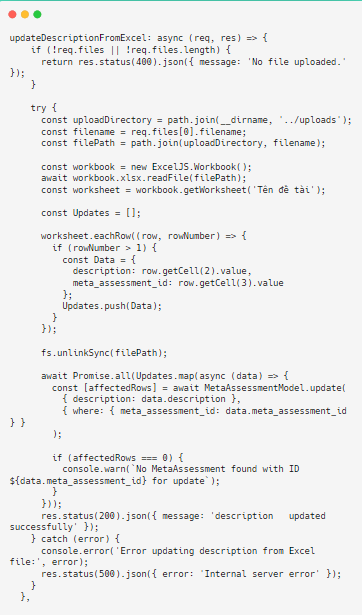 updateDescriptionFromExcel: async (req, res) => {
    if (!req.files || !req.files.length) {
      return res.status(400).json({ message: 'No file uploaded.'
});
    }

    try {
      const uploadDirectory = path.join(__dirname, '../uploads');
      const filename = req.files[0].filename;
      const filePath = path.join(uploadDirectory, filename);

      const workbook = new ExcelJS.Workbook();
      await workbook.xlsx.readFile(filePath);
      const worksheet = workbook.getWorksheet('Tên đề tài');

      const Updates = [];

      worksheet.eachRow((row, rowNumber) => {
        if (rowNumber > 1) {
          const Data = {
            description: row.getCell(2).value,
            meta_assessment_id: row.getCell(3).value
          };
          Updates.push(Data);
        }
      });

      fs.unlinkSync(filePath);

      await Promise.all(Updates.map(async (data) => {
        const [affectedRows] = await MetaAssessmentModel.update(
          { description: data.description },
          { where: { meta_assessment_id: data.meta_assessment_id
} }
        );

        if (affectedRows === 0) {
          console.warn(`No MetaAssessment found with ID
${data.meta_assessment_id} for update`);
        }
      }));
      res.status(200).json({ message: 'description   updated
successfully' });
    } catch (error) {
      console.error('Error updating description from Excel
file:', error);
      res.status(500).json({ error: 'Internal server error' });
    }
  },